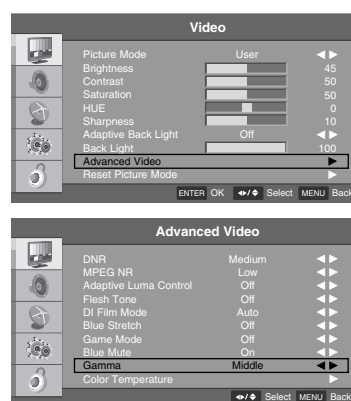 Video
Picture Mode User
Brightness 45
Contrast 50
Saturation 50
HUE 0
Sharpness 10
Adaptive Back Light Off
Back Light 100
Advanced Video
Reset Picture Mode
ENTER OK Select MENU Back
Advanced Video
DNR Medium
MPEG NR Low
Adaptive Luma Control Off
Flesh Tone Off
DI Film Mode Auto
Blue Stretch Off
Game Mode Off
Blue Mute On
Gamma Middle
Color Temperature
Select MENU Back